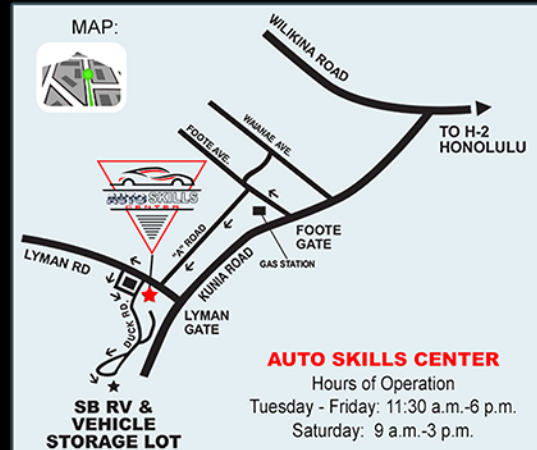 MAP:
WILIKINA ROAD
TO H-2
HONOLULU
WAIANAE AVE.
FOOTE AVE.
AUTO SKILLS
CENTER
"A" ROAD
GAS STATION
FOOTE
GATE
KUNIA ROAD
LYMAN RD
LYMAN
GATE
DUCK RD.
SB RV &
VEHICLE
STORAGE LOT
AUTO SKILLS CENTER
Hours of Operation
Tuesday - Friday: 11:30 a.m.-6 p.m.
Saturday: 9 a.m.-3 p.m.